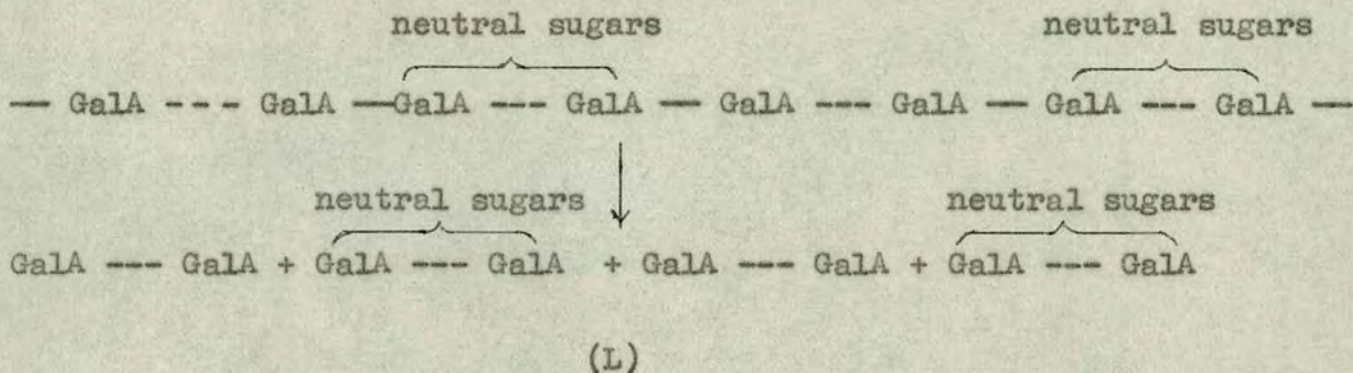 neutral sugars neutral sugars
— GalA --- GalA —GalA --- GalA — GalA --- GalA — GalA --- GalA —
neutral sugars neutral sugars
GalA --- GalA + GalA --- GalA + GalA --- GalA + GalA --- GalA
(L)